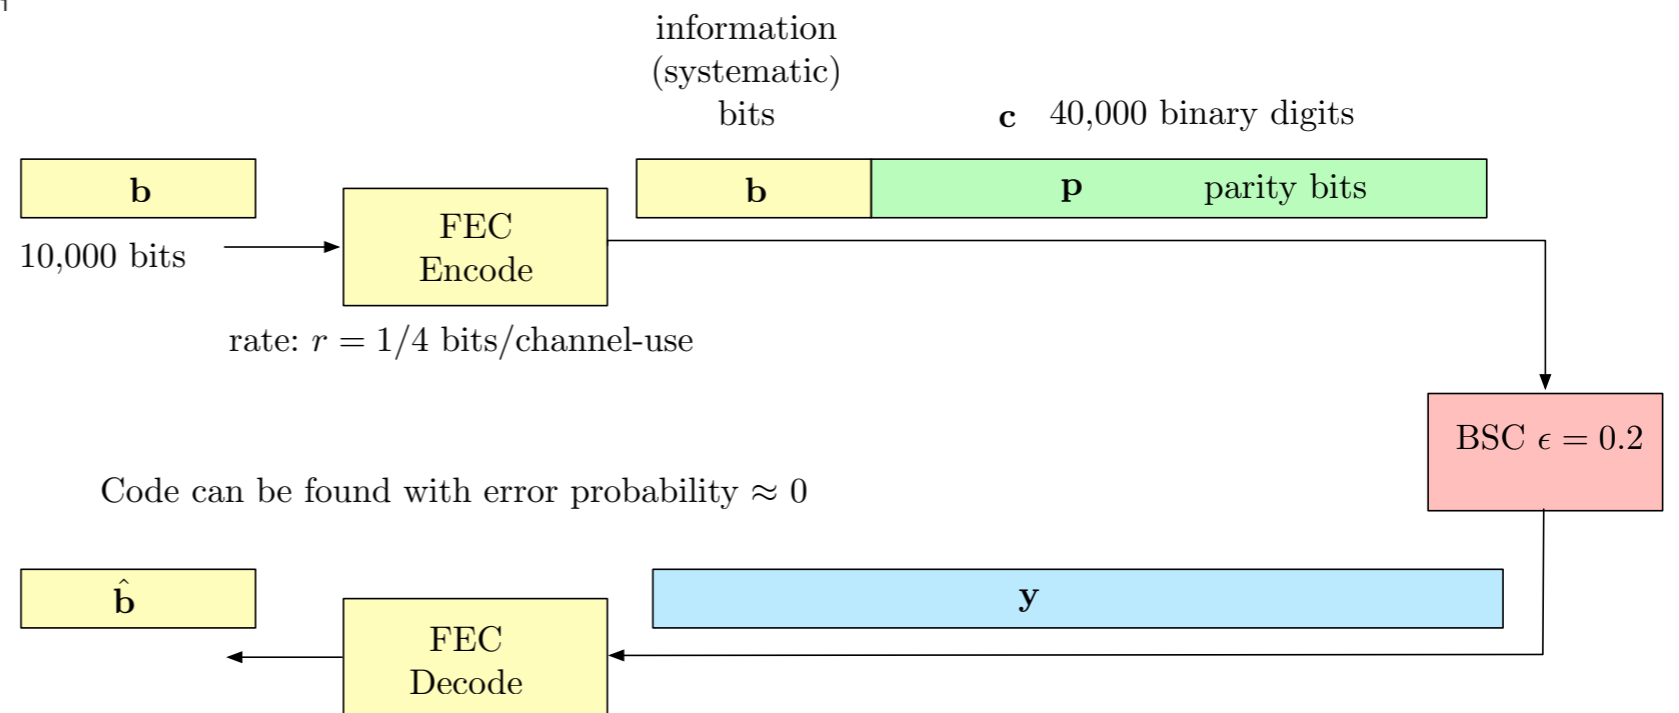 information
(systematic)
bits
c 40,000 binary digits
b
b
p parity bits
10,000 bits
FEC
Encode
rate: r = 1/4 bits/channel-use
BSC ϵ = 0.2
Code can be found with error probability ≈ 0
b̂
y
FEC
Decode